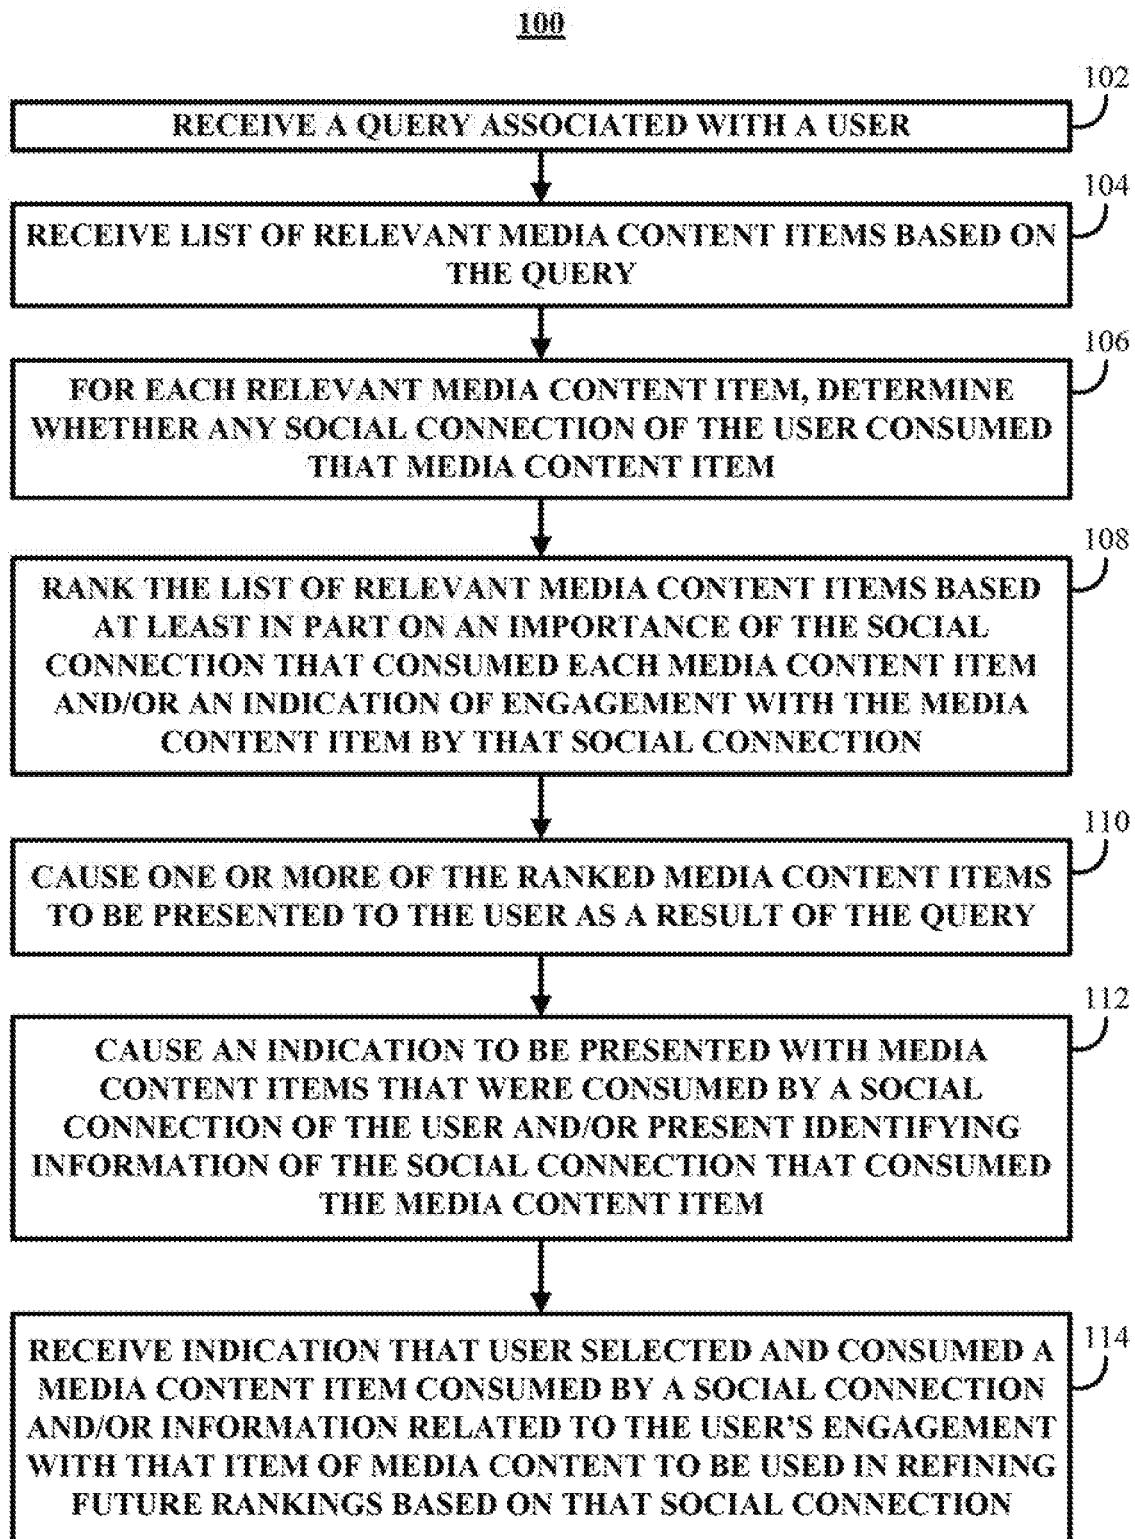 100
102
RECEIVE A QUERY ASSOCIATED WITH A USER
104
RECEIVE LIST OF RELEVANT MEDIA CONTENT ITEMS BASED ON
THE QUERY
106
FOR EACH RELEVANT MEDIA CONTENT ITEM, DETERMINE
WHETHER ANY SOCIAL CONNECTION OF THE USER CONSUMED
THAT MEDIA CONTENT ITEM
108
RANK THE LIST OF RELEVANT MEDIA CONTENT ITEMS BASED
AT LEAST IN PART ON AN IMPORTANCE OF THE SOCIAL
CONNECTION THAT CONSUMED EACH MEDIA CONTENT ITEM
AND/OR AN INDICATION OF ENGAGEMENT WITH THE MEDIA
CONTENT ITEM BY THAT SOCIAL CONNECTION
110
CAUSE ONE OR MORE OF THE RANKED MEDIA CONTENT ITEMS
TO BE PRESENTED TO THE USER AS A RESULT OF THE QUERY
112
CAUSE AN INDICATION TO BE PRESENTED WITH MEDIA
CONTENT ITEMS THAT WERE CONSUMED BY A SOCIAL
CONNECTION OF THE USER AND/OR PRESENT IDENTIFYING
INFORMATION OF THE SOCIAL CONNECTION THAT CONSUMED
THE MEDIA CONTENT ITEM
114
RECEIVE INDICATION THAT USER SELECTED AND CONSUMED A
MEDIA CONTENT ITEM CONSUMED BY A SOCIAL CONNECTION
AND/OR INFORMATION RELATED TO THE USER'S ENGAGEMENT
WITH THAT ITEM OF MEDIA CONTENT TO BE USED IN REFINING
FUTURE RANKINGS BASED ON THAT SOCIAL CONNECTION